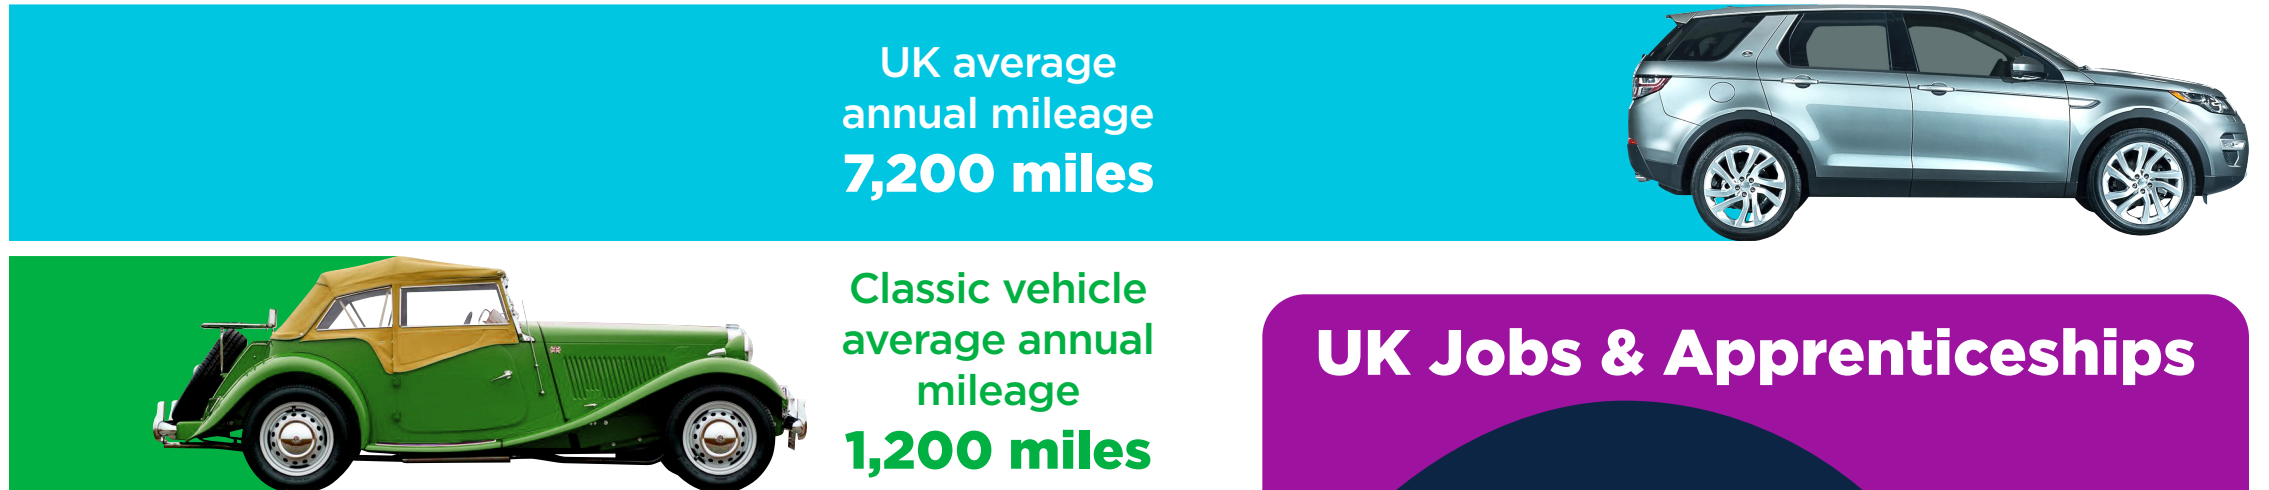 UK average
annual mileage
7,200 miles
Classic vehicle
average annual
mileage
1,200 miles
UK Jobs & Apprenticeships